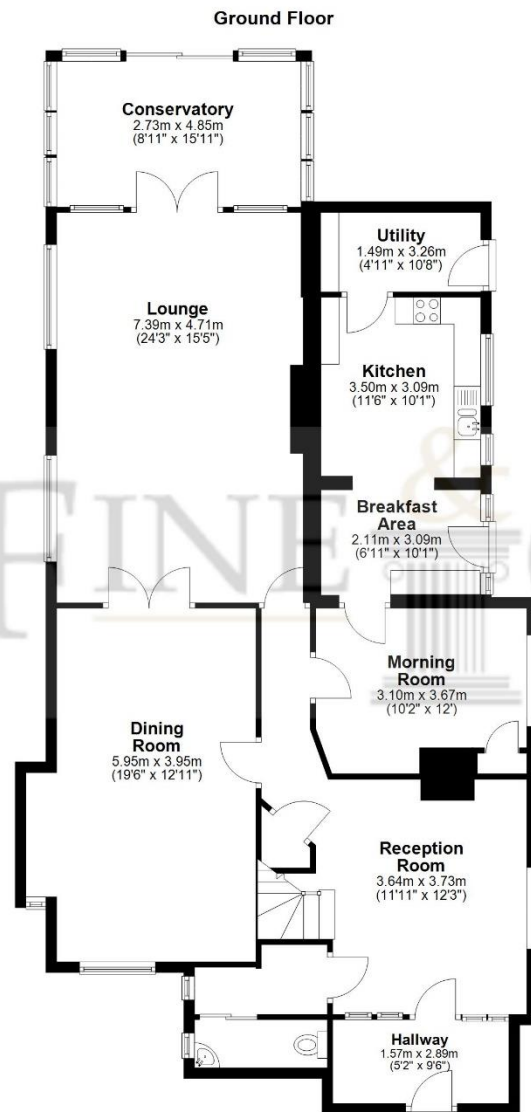 Ground Floor
Conservatory
2.73m x 4.85m
(8'11" x 15'11")
Utility
1.49m x 3.26m
(4'11" x 10'8")
Lounge
7.39m x 4.71m
(24'3" x 15'5")
Kitchen
3.50m x 3.09m
(11'6" x 10'1")
FINE &
Breakfast
Area
2.11m x 3.09m
(6'11" x 10'1")
Morning
Room
3.10m x 3.67m
(10'2" x 12')
Dining
Room
5.95m x 3.95m
(19'6" x 12'11")
Reception
Room
3.64m x 3.73m
(11'11" x 12'3")
Hallway
1.57m x 2.89m
(5'2" x 9'6")